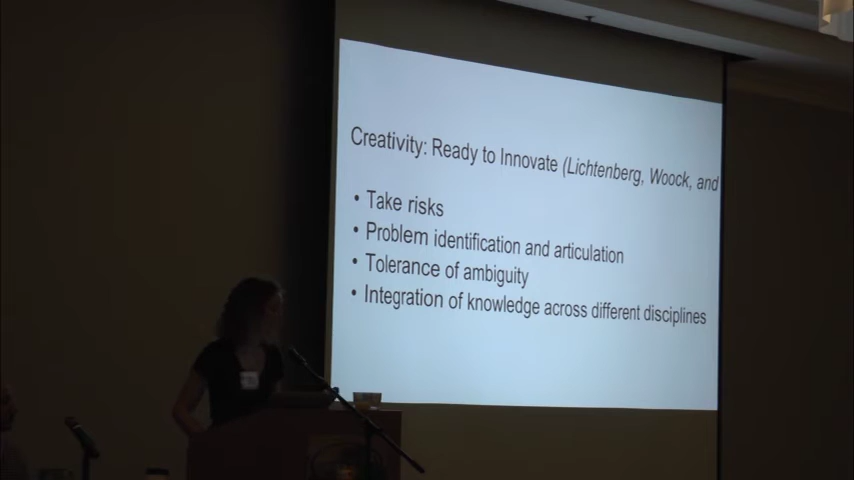 Creativity: Ready to Innovate (Lichtenberg, Woock, and
• Take risks
• Problem identification and articulation
• Tolerance of ambiguity
• Integration of knowledge across different disciplines